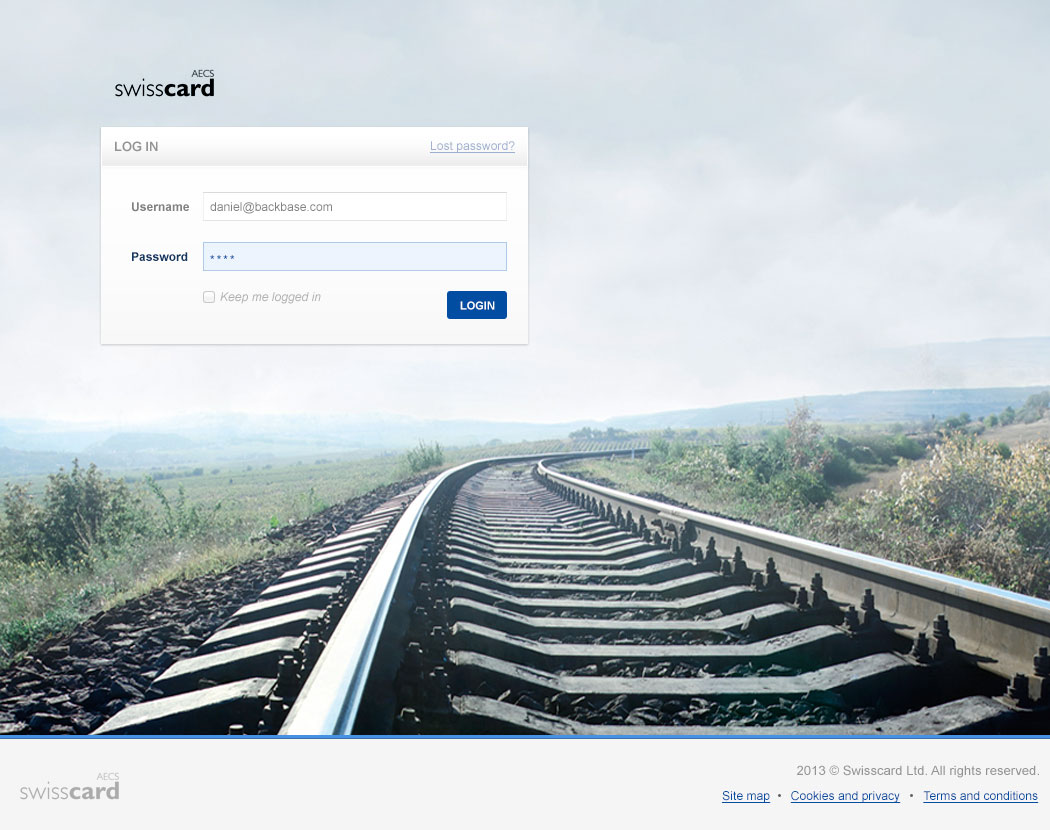 AECS
swisscard
LOG IN Lost password?
Username daniel@backbase.com
Password ****
Keep me logged in
LOGIN
AECS
swisscard
2013 © Swisscard Ltd. All rights reserved.
Site map • Cookies and privacy • Terms and conditions